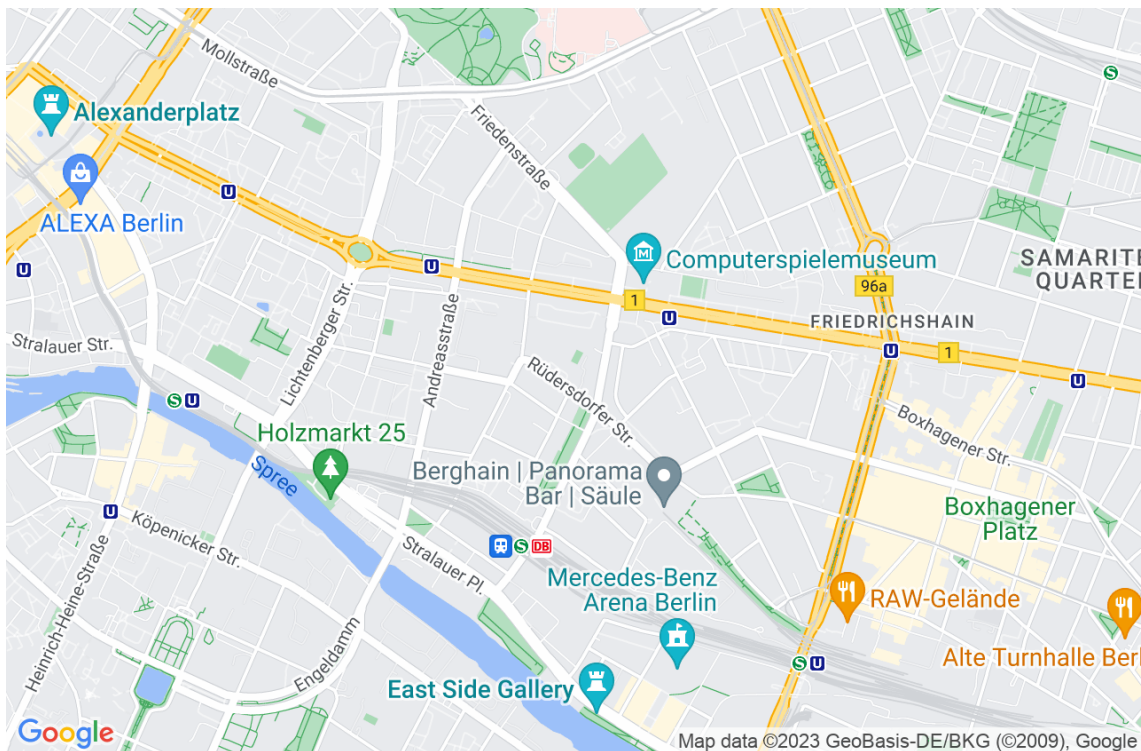 Mollstraße
Alexanderplatz
Friedenstraße
ALEXA Berlin
Computerspielemuseum
SAMARITE
QUARTE
96a
1
FRIEDRICHSHAIN
1
Stralauer Str.
Lichtenberger Str.
Andreasstraße
Rüdersdorfer Str.
Boxhagener Str.
Holzmarkt 25
Spree
Berghain | Panorama
Bar | Säule
Boxhagener
Platz
Köpenicker Str.
Stralauer Pl.
DB
Mercedes-Benz
Arena Berlin
RAW-Gelände
Heinrich-Heine-Straße
Engeldamm
Alte Turnhalle Berl
East Side Gallery
Google
Map data ©2023 GeoBasis-DE/BKG (©2009), Google
U
U
U
U
U
U
U
U
U
S
S
S
S
M